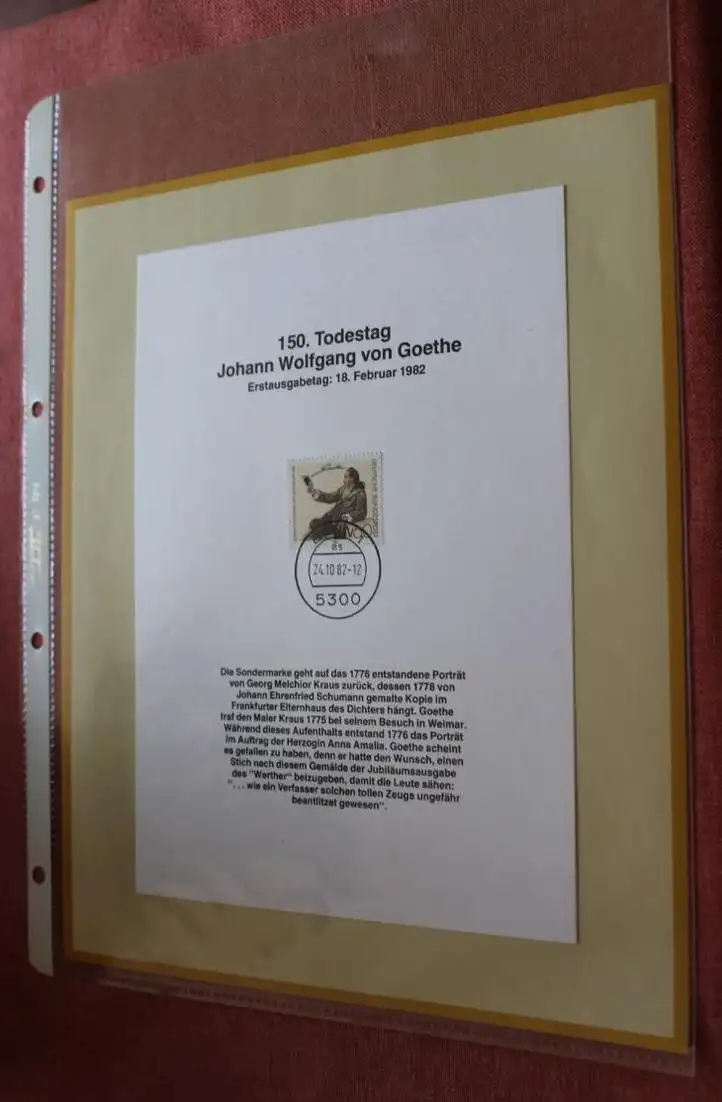 150. Todestag
Johann Wolfgang von Goethe
Erstausgabetag: 18. Februar 1982
DEUTSCHE BUNDESPOST
24.10.82-12
5300
Die Sondermarke geht auf das 1776 entstandene Porträt
von Georg Melchior Kraus zurück, dessen 1778 von
Johann Ehrenfried Schumann gemalte Kopie im
Frankfurter Elternhaus des Dichters hängt. Goethe
traf den Maler Kraus 1775 bei seinem Besuch in Weimar.
Während dieses Aufenthalts entstand 1776 das Porträt
im Auftrag der Herzogin Anna Amalia. Goethe scheint
es gefallen zu haben, denn er hatte den Wunsch, einen
Stich nach diesem Gemälde der Jubiläumsausgabe
des "Werther" beizugeben, damit die Leute sähen:
"... wie ein Verfasser solchen tollen Zeugs ungefähr
beantlitzet gewesen".